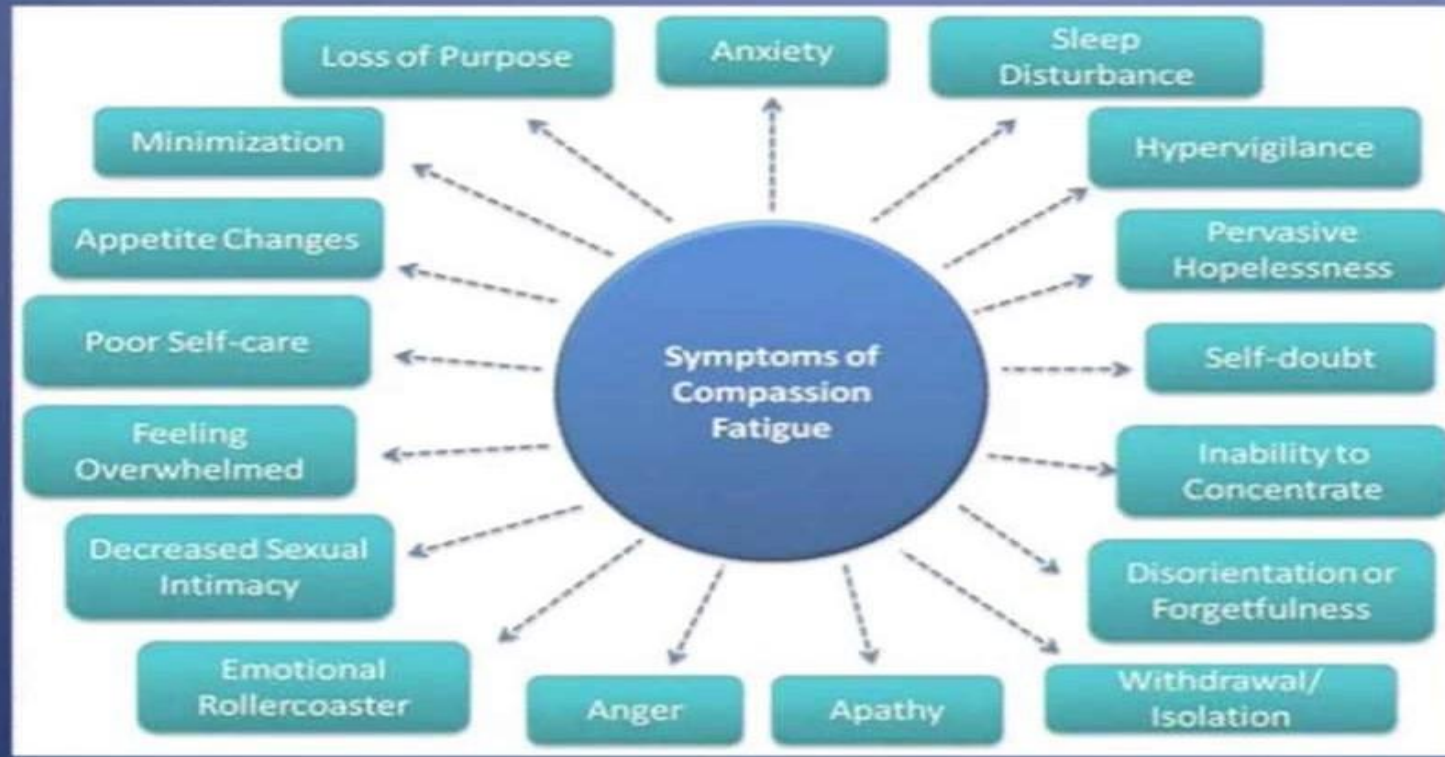 Loss of Purpose
Anxiety
Sleep
Disturbance
Minimization
Hypervigilance
Appetite Changes
Pervasive
Hopelessness
Poor Self-care
Symptoms of
Compassion
Fatigue
Self-doubt
Feeling
Overwhelmed
Inability to
Concentrate
Decreased Sexual
Intimacy
Disorientation or
Forgetfulness
Emotional
Rollercoaster
Anger
Apathy
Withdrawal/
Isolation